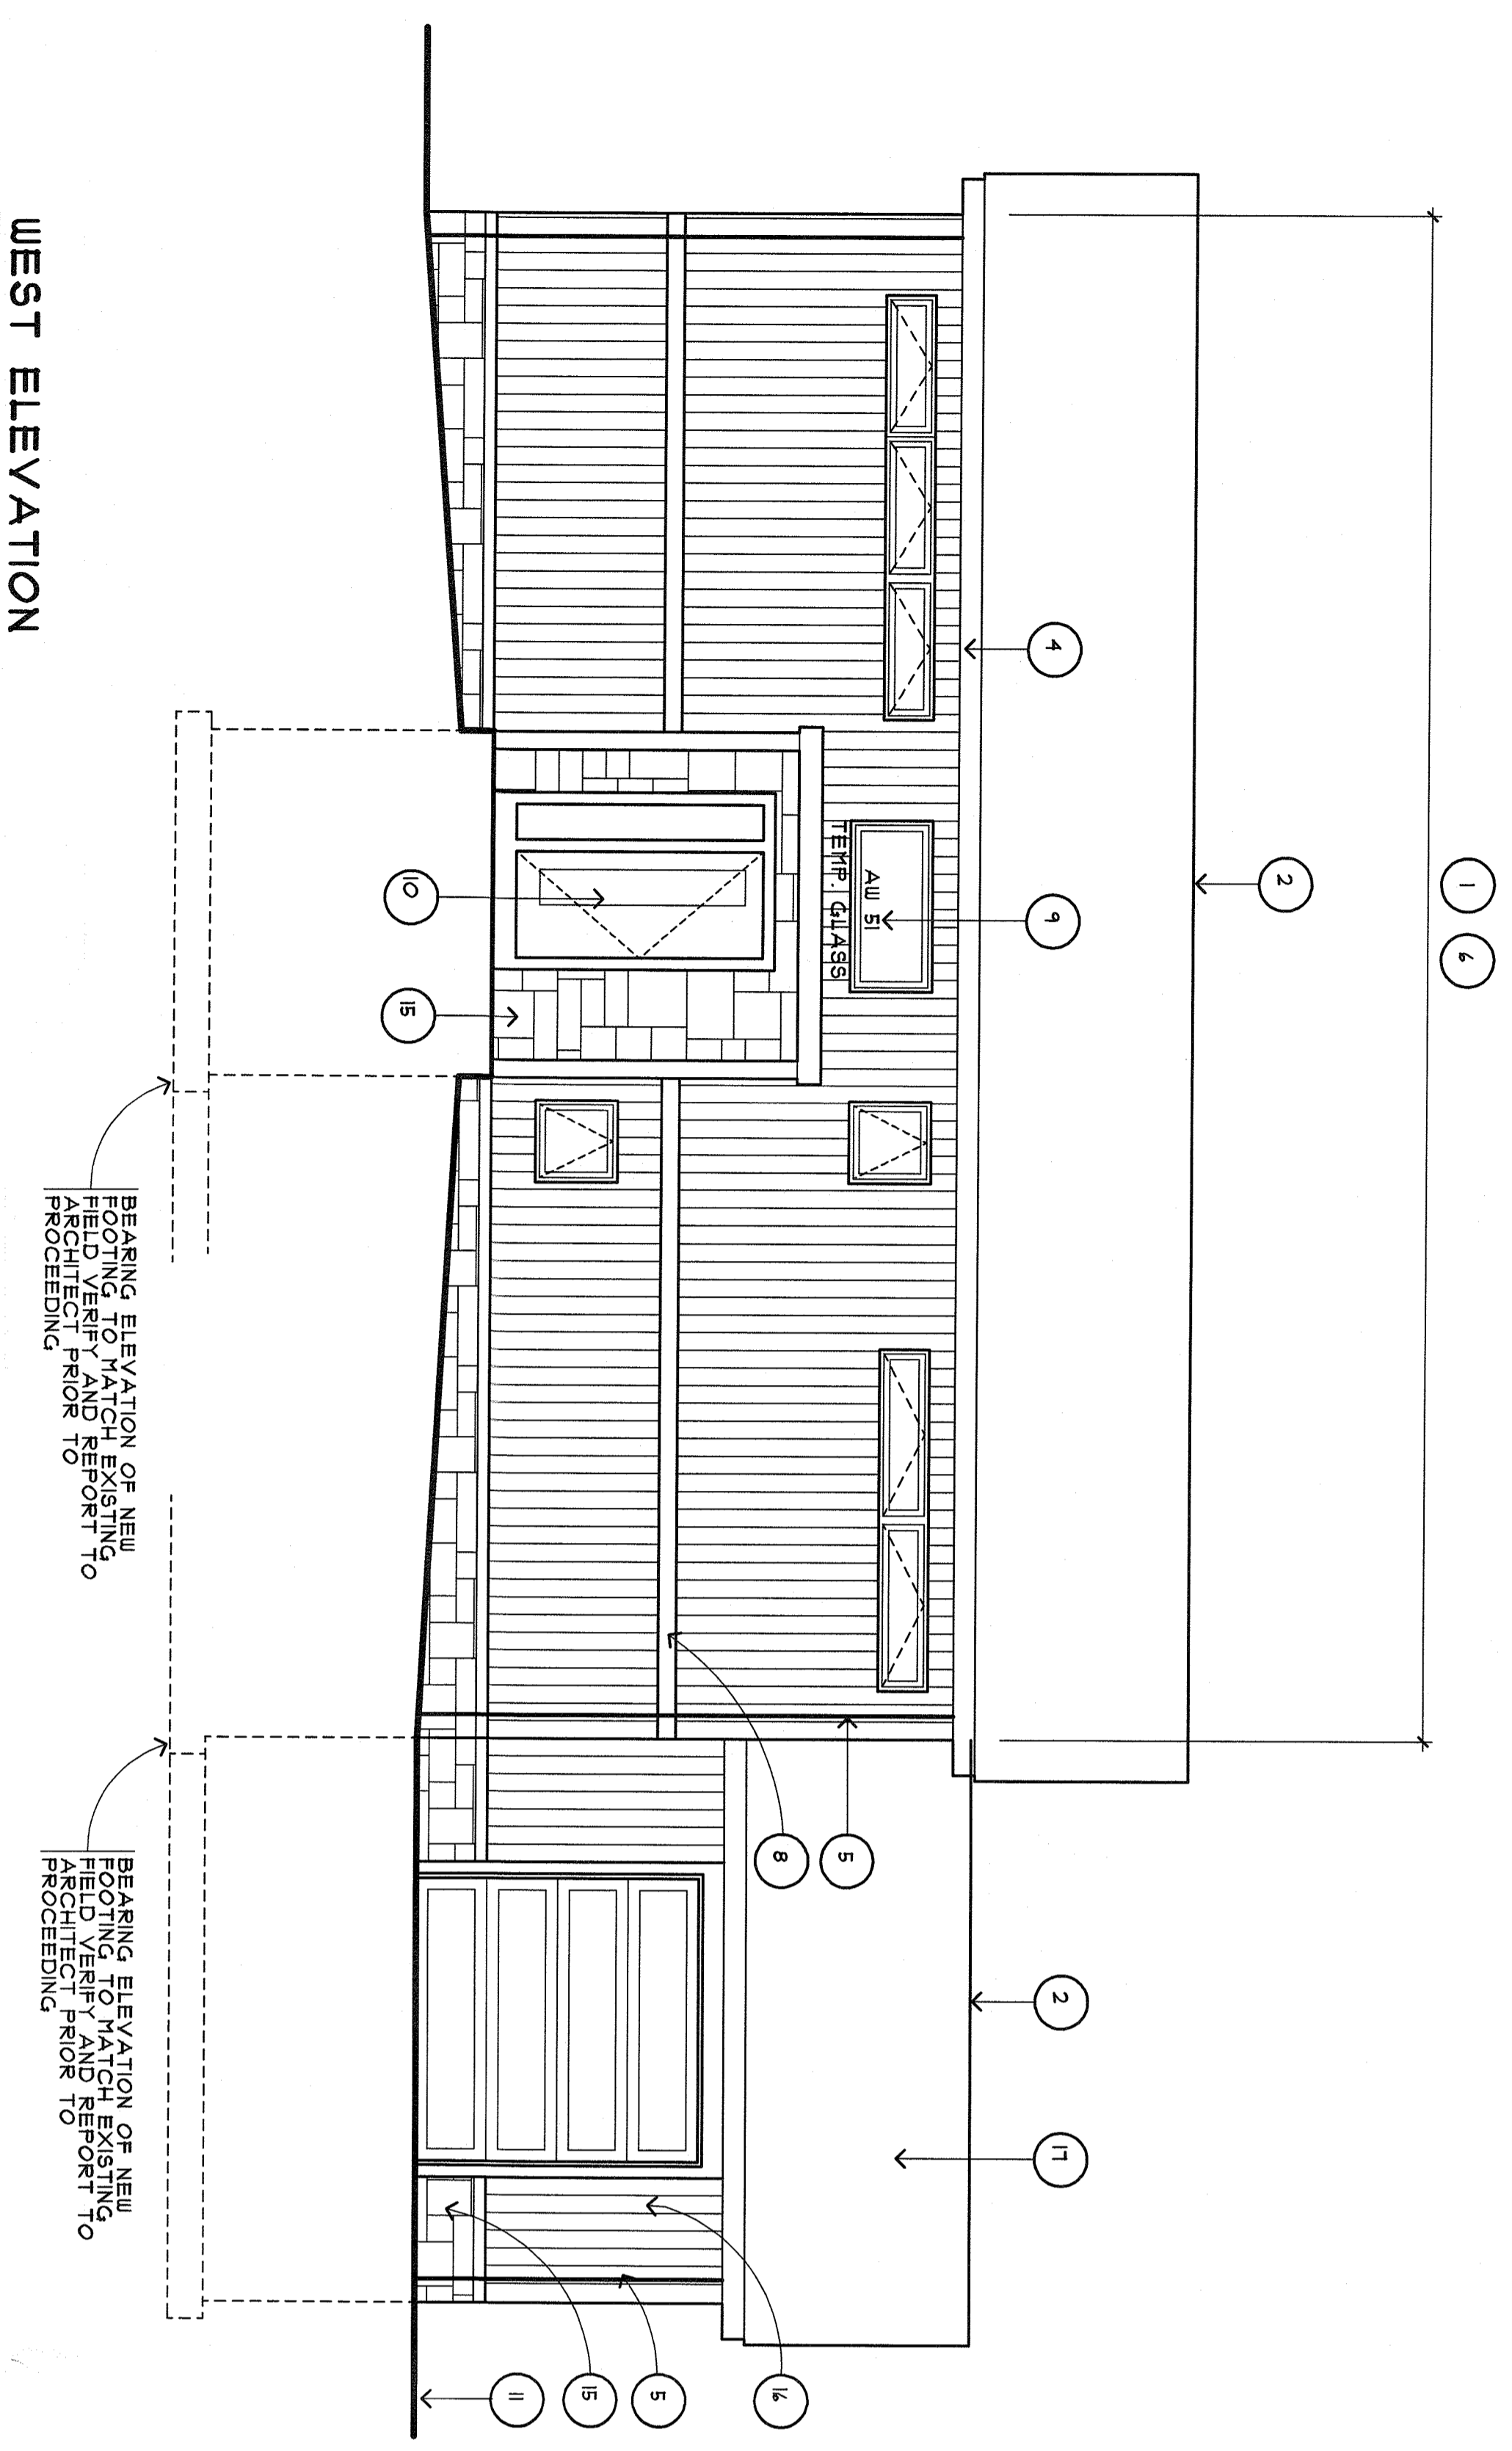 1 6
2
4
9
AW 51
TEMP. GLASS
10
15
5
8
2
17
16
5
15
11
BEARING ELEVATION OF NEW
FOOTING TO MATCH EXISTING
FIELD VERIFY AND REPORT TO
ARCHITECT PRIOR TO
PROCEEDING
BEARING ELEVATION OF NEW
FOOTING TO MATCH EXISTING
FIELD VERIFY AND REPORT TO
ARCHITECT PRIOR TO
PROCEEDING
WEST ELEVATION